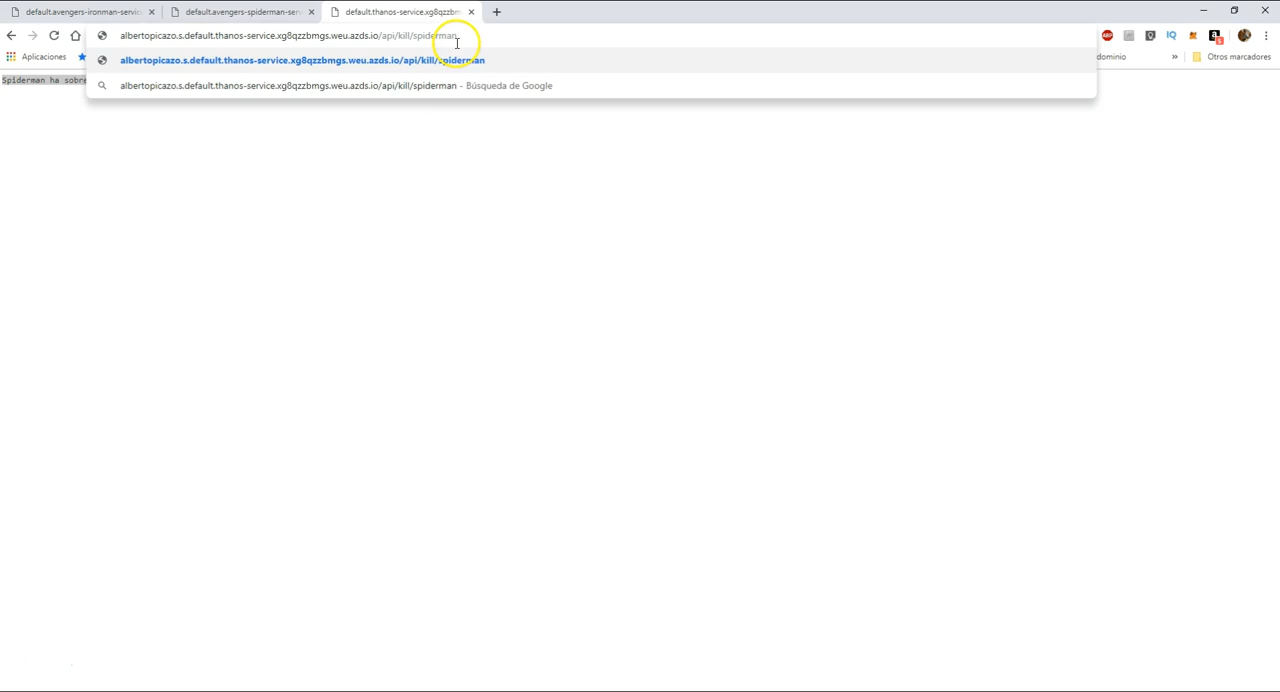 default.avengers-ironman-servic
default.avengers-spiderman-ser
default.thanos-service.xg8qzzbm
albertopicazo.s.default.thanos-service.xg8qzzbmgs.weu.azds.io/api/kill/spiderman
Aplicaciones
albertopicazo.s.default.thanos-service.xg8qzzbmgs.weu.azds.io/api/kill/spiderman
dominio
»
Otros marcadores
Spiderman ha sobre
albertopicazo.s.default.thanos-service.xg8qzzbmgs.weu.azds.io/api/kill/spiderman - Búsqueda de Google
ABP
IQ